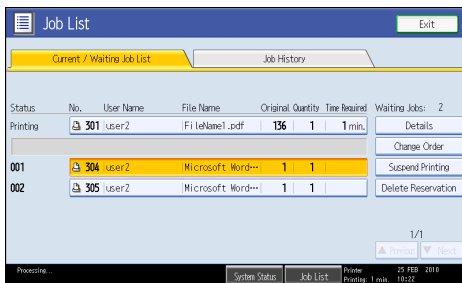 Job List
Exit
Current / Waiting Job List
Job History
Status No. User Name File Name Original Quantity Time Required Waiting Jobs: 2
Printing 301 user2 FileName1.pdf 136 1 1 min. Details
Change Order
001 304 user2 Microsoft Word··· 1 1 Suspend Printing
002 305 user2 Microsoft Word··· 1 1 Delete Reservation
1/1
▲ Previous ▼ Next
Processing... System Status Job List Printer 25 FEB 2010
Printing: 1 min. 10:22